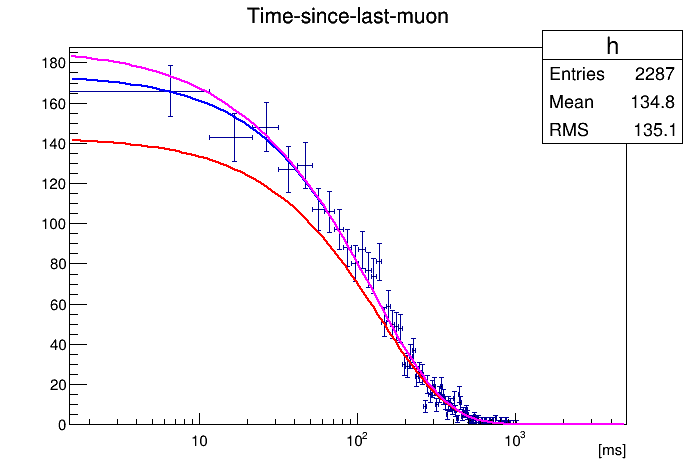 Time-since-last-muon
h
Entries 2287
Mean 134.8
RMS 135.1
180
160
140
120
100
80
60
40
20
0
10 10² 10³
[ms]